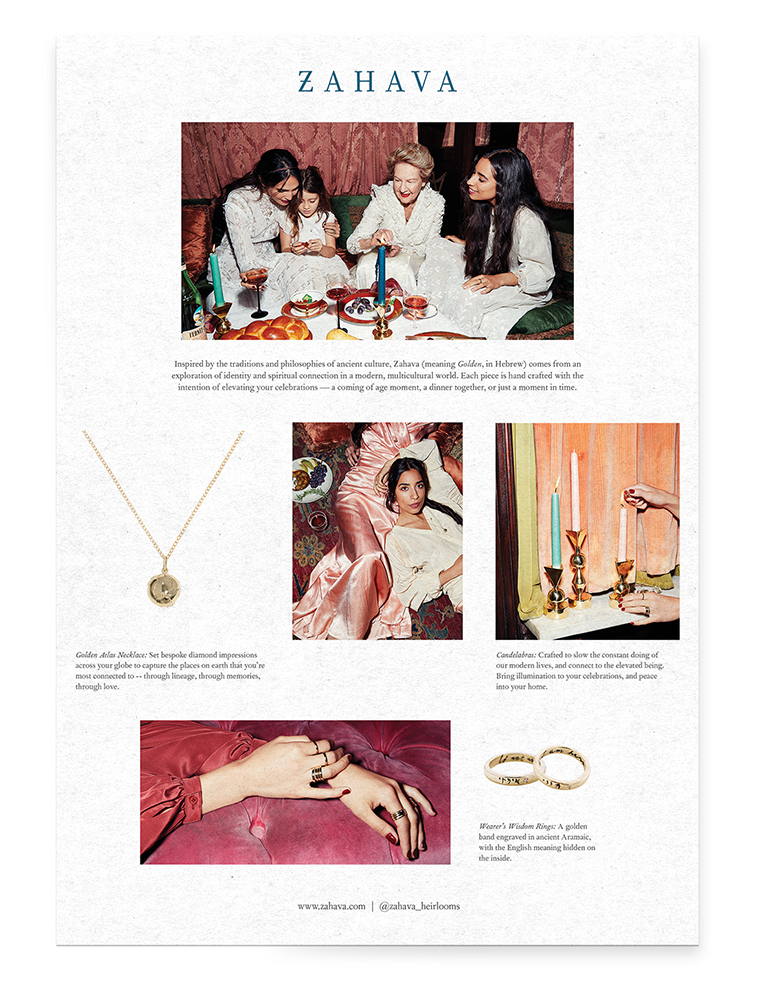 ZAHAVA
Inspired by the traditions and philosophies of ancient culture, Zahava (meaning Golden, in Hebrew) comes from an
exploration of identity and spiritual connection in a modern, multicultural world. Each piece is hand crafted with the
intention of elevating your celebrations — a coming of age moment, a dinner together, or just a moment in time.
Golden Atlas Necklace: Set bespoke diamond impressions
across your globe to capture the places on earth that you're
most connected to -- through lineage, through memories,
through love.
Candelabras: Crafted to slow the constant doing of
our modern lives, and connect to the elevated being.
Bring illumination to your celebrations, and peace
into your home.
Wearer's Wisdom Rings: A golden
band engraved in ancient Aramaic,
with the English meaning hidden on
the inside.
www.zahava.com | @zahava_heirlooms